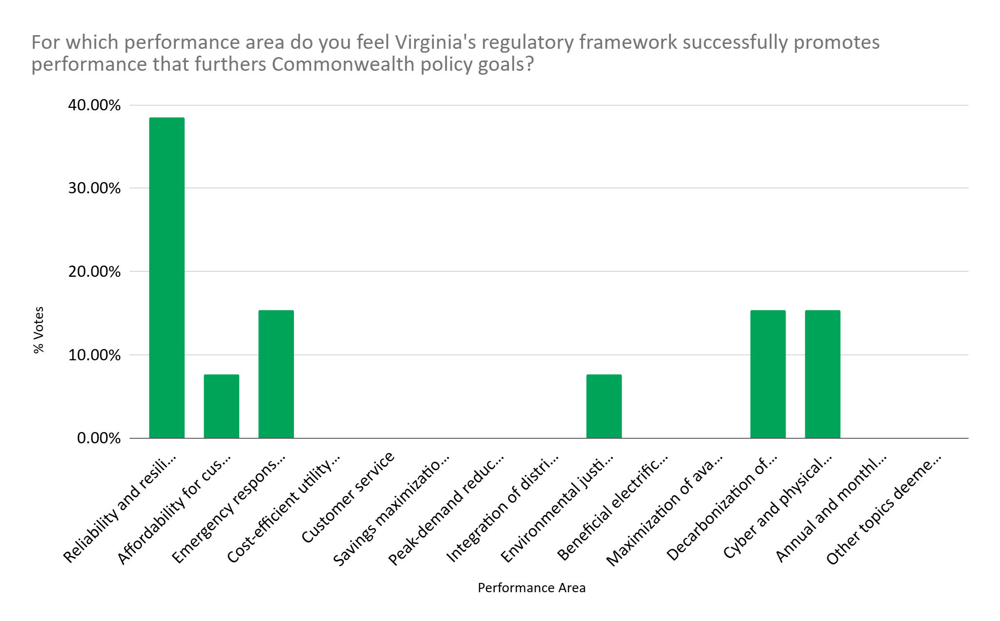 For which performance area do you feel Virginia's regulatory framework successfully promotes
performance that furthers Commonwealth policy goals?
40.00%
30.00%
20.00%
10.00%
0.00%
% Votes
Reliability and resili...
Affordability for cus...
Emergency respons...
Cost-efficient utility...
Customer service
Savings maximizatio...
Peak-demand reduc...
Integration of distri...
Environmental justi...
Beneficial electrific...
Maximization of ava...
Decarbonization of...
Cyber and physical...
Annual and monthl...
Other topics deeme...
Performance Area